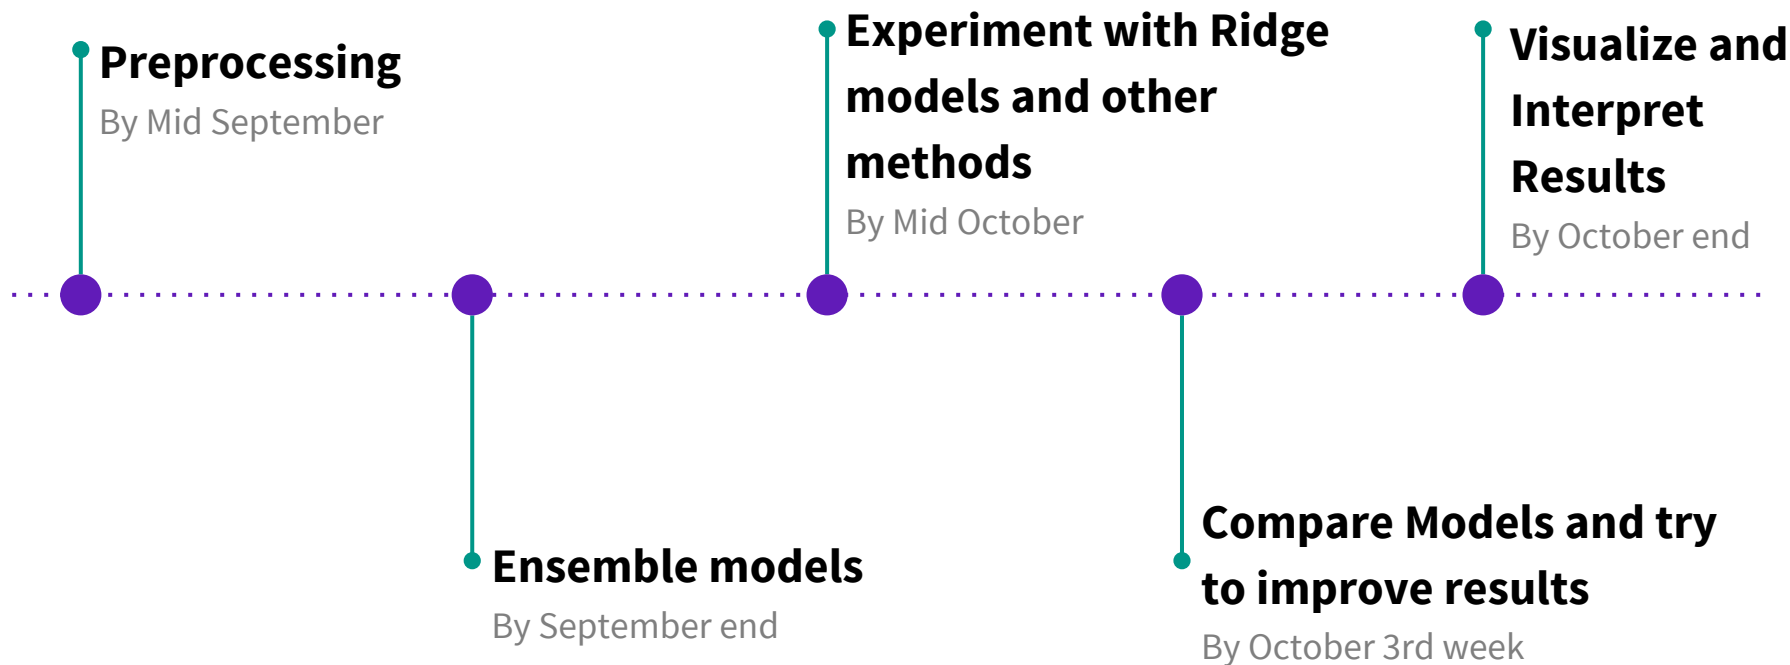 Preprocessing
By Mid September
Ensemble models
By September end
Experiment with Ridge
models and other
methods
By Mid October
Compare Models and try
to improve results
By October 3rd week
Visualize and
Interpret
Results
By October end